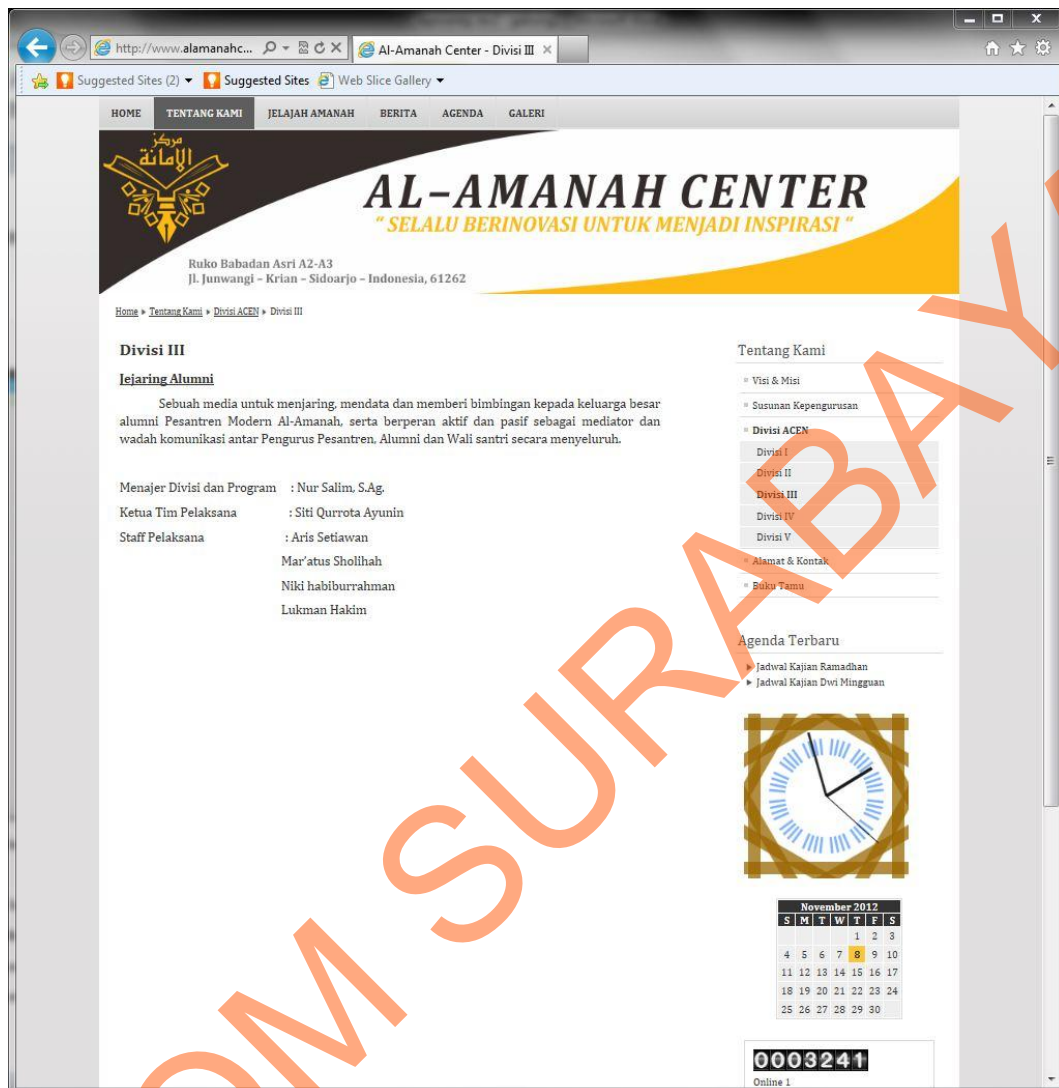 http://www.alamanahc...
Al-Amanah Center - Divisi III
Suggested Sites (2)
Suggested Sites
Web Slice Gallery
HOME TENTANG KAMI JELAJAH AMANAH BERITA AGENDA GALERI
مركز
الأمانة
AL-AMANAH CENTER
" SELALU BERINOVASI UNTUK MENJADI INSPIRASI "
Ruko Babadan Asri A2-A3
Jl. Junwangi – Krian – Sidoarjo – Indonesia, 61262
Home » Tentang Kami » Divisi ACEN » Divisi III
Divisi III
Jejaring Alumni
Sebuah media untuk menjaring, mendata dan memberi bimbingan kepada keluarga besar
alumni Pesantren Modern Al-Amanah, serta berperan aktif dan pasif sebagai mediator dan
wadah komunikasi antar Pengurus Pesantren, Alumni dan Wali santri secara menyeluruh.
Menajer Divisi dan Program : Nur Salim, S.Ag.
Ketua Tim Pelaksana : Siti Qurrota Ayunin
Staff Pelaksana : Aris Setiawan
Mar'atus Sholihah
Niki habiburrahman
Lukman Hakim
Tentang Kami
Visi & Misi
Susunan Kepengurusan
Divisi ACEN
Divisi I
Divisi II
Divisi III
Divisi IV
Divisi V
Alamat & Kontak
Buku Tamu
Agenda Terbaru
Jadwal Kajian Ramadhan
Jadwal Kajian Dwi Mingguan
November 2012
S M T W T F S
1 2 3
4 5 6 7 8 9 10
11 12 13 14 15 16 17
18 19 20 21 22 23 24
25 26 27 28 29 30
0003241
Online 1
OM SURABAY